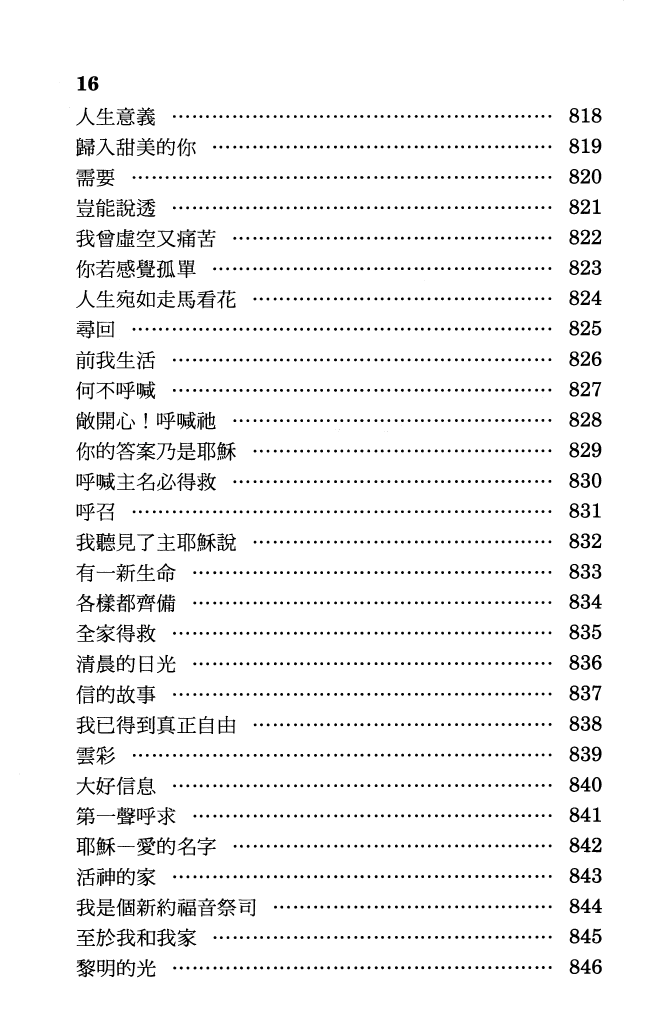 16
人生意義 …………………………………………………… 818
歸入甜美的你 ……………………………………………… 819
需要 ………………………………………………………… 820
豈能說透 …………………………………………………… 821
我曾虛空又痛苦 …………………………………………… 822
你若感覺孤單 ……………………………………………… 823
人生宛如走馬看花 ………………………………………… 824
尋回 ………………………………………………………… 825
前我生活 …………………………………………………… 826
何不呼喊 …………………………………………………… 827
敞開心！呼喊祂 …………………………………………… 828
你的答案乃是耶穌 ………………………………………… 829
呼喊主名必得救 …………………………………………… 830
呼召 ………………………………………………………… 831
我聽見了主耶穌說 ………………………………………… 832
有一新生命 ………………………………………………… 833
各樣都齊備 ………………………………………………… 834
全家得救 …………………………………………………… 835
清晨的日光 ………………………………………………… 836
信的故事 …………………………………………………… 837
我已得到真正自由 ………………………………………… 838
雲彩 ………………………………………………………… 839
大好信息 …………………………………………………… 840
第一聲呼求 ………………………………………………… 841
耶穌—愛的名字 …………………………………………… 842
活神的家 …………………………………………………… 843
我是個新約福音祭司 ……………………………………… 844
至於我和我家 ……………………………………………… 845
黎明的光 …………………………………………………… 846